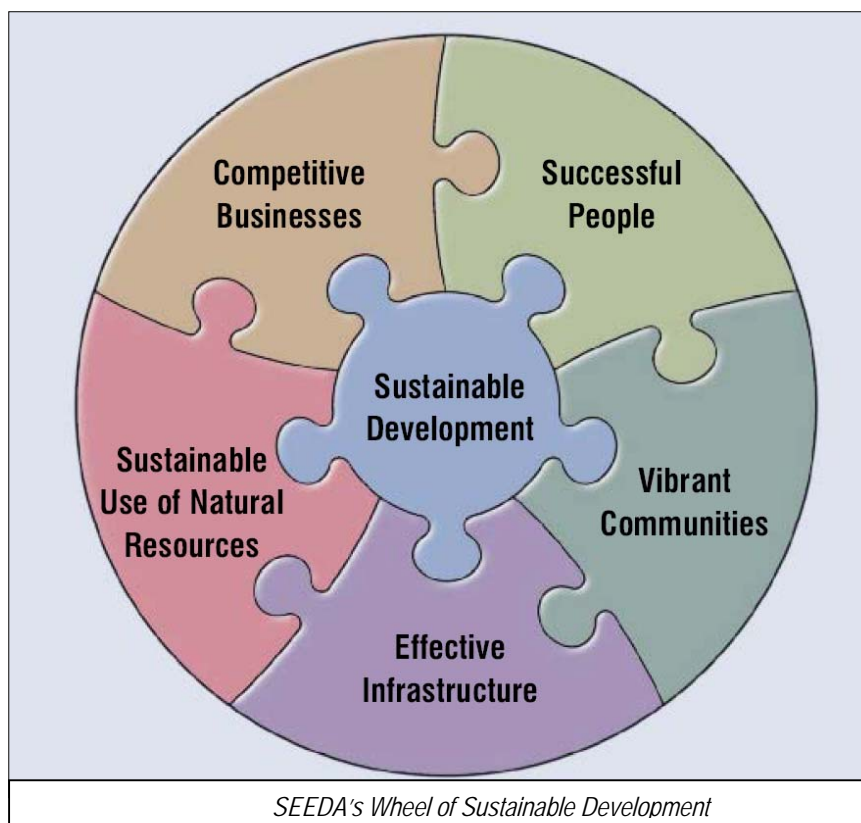 Competitive
Businesses
Successful
People
Sustainable
Development
Sustainable
Use of Natural
Resources
Vibrant
Communities
Effective
Infrastructure
SEEDA's Wheel of Sustainable Development